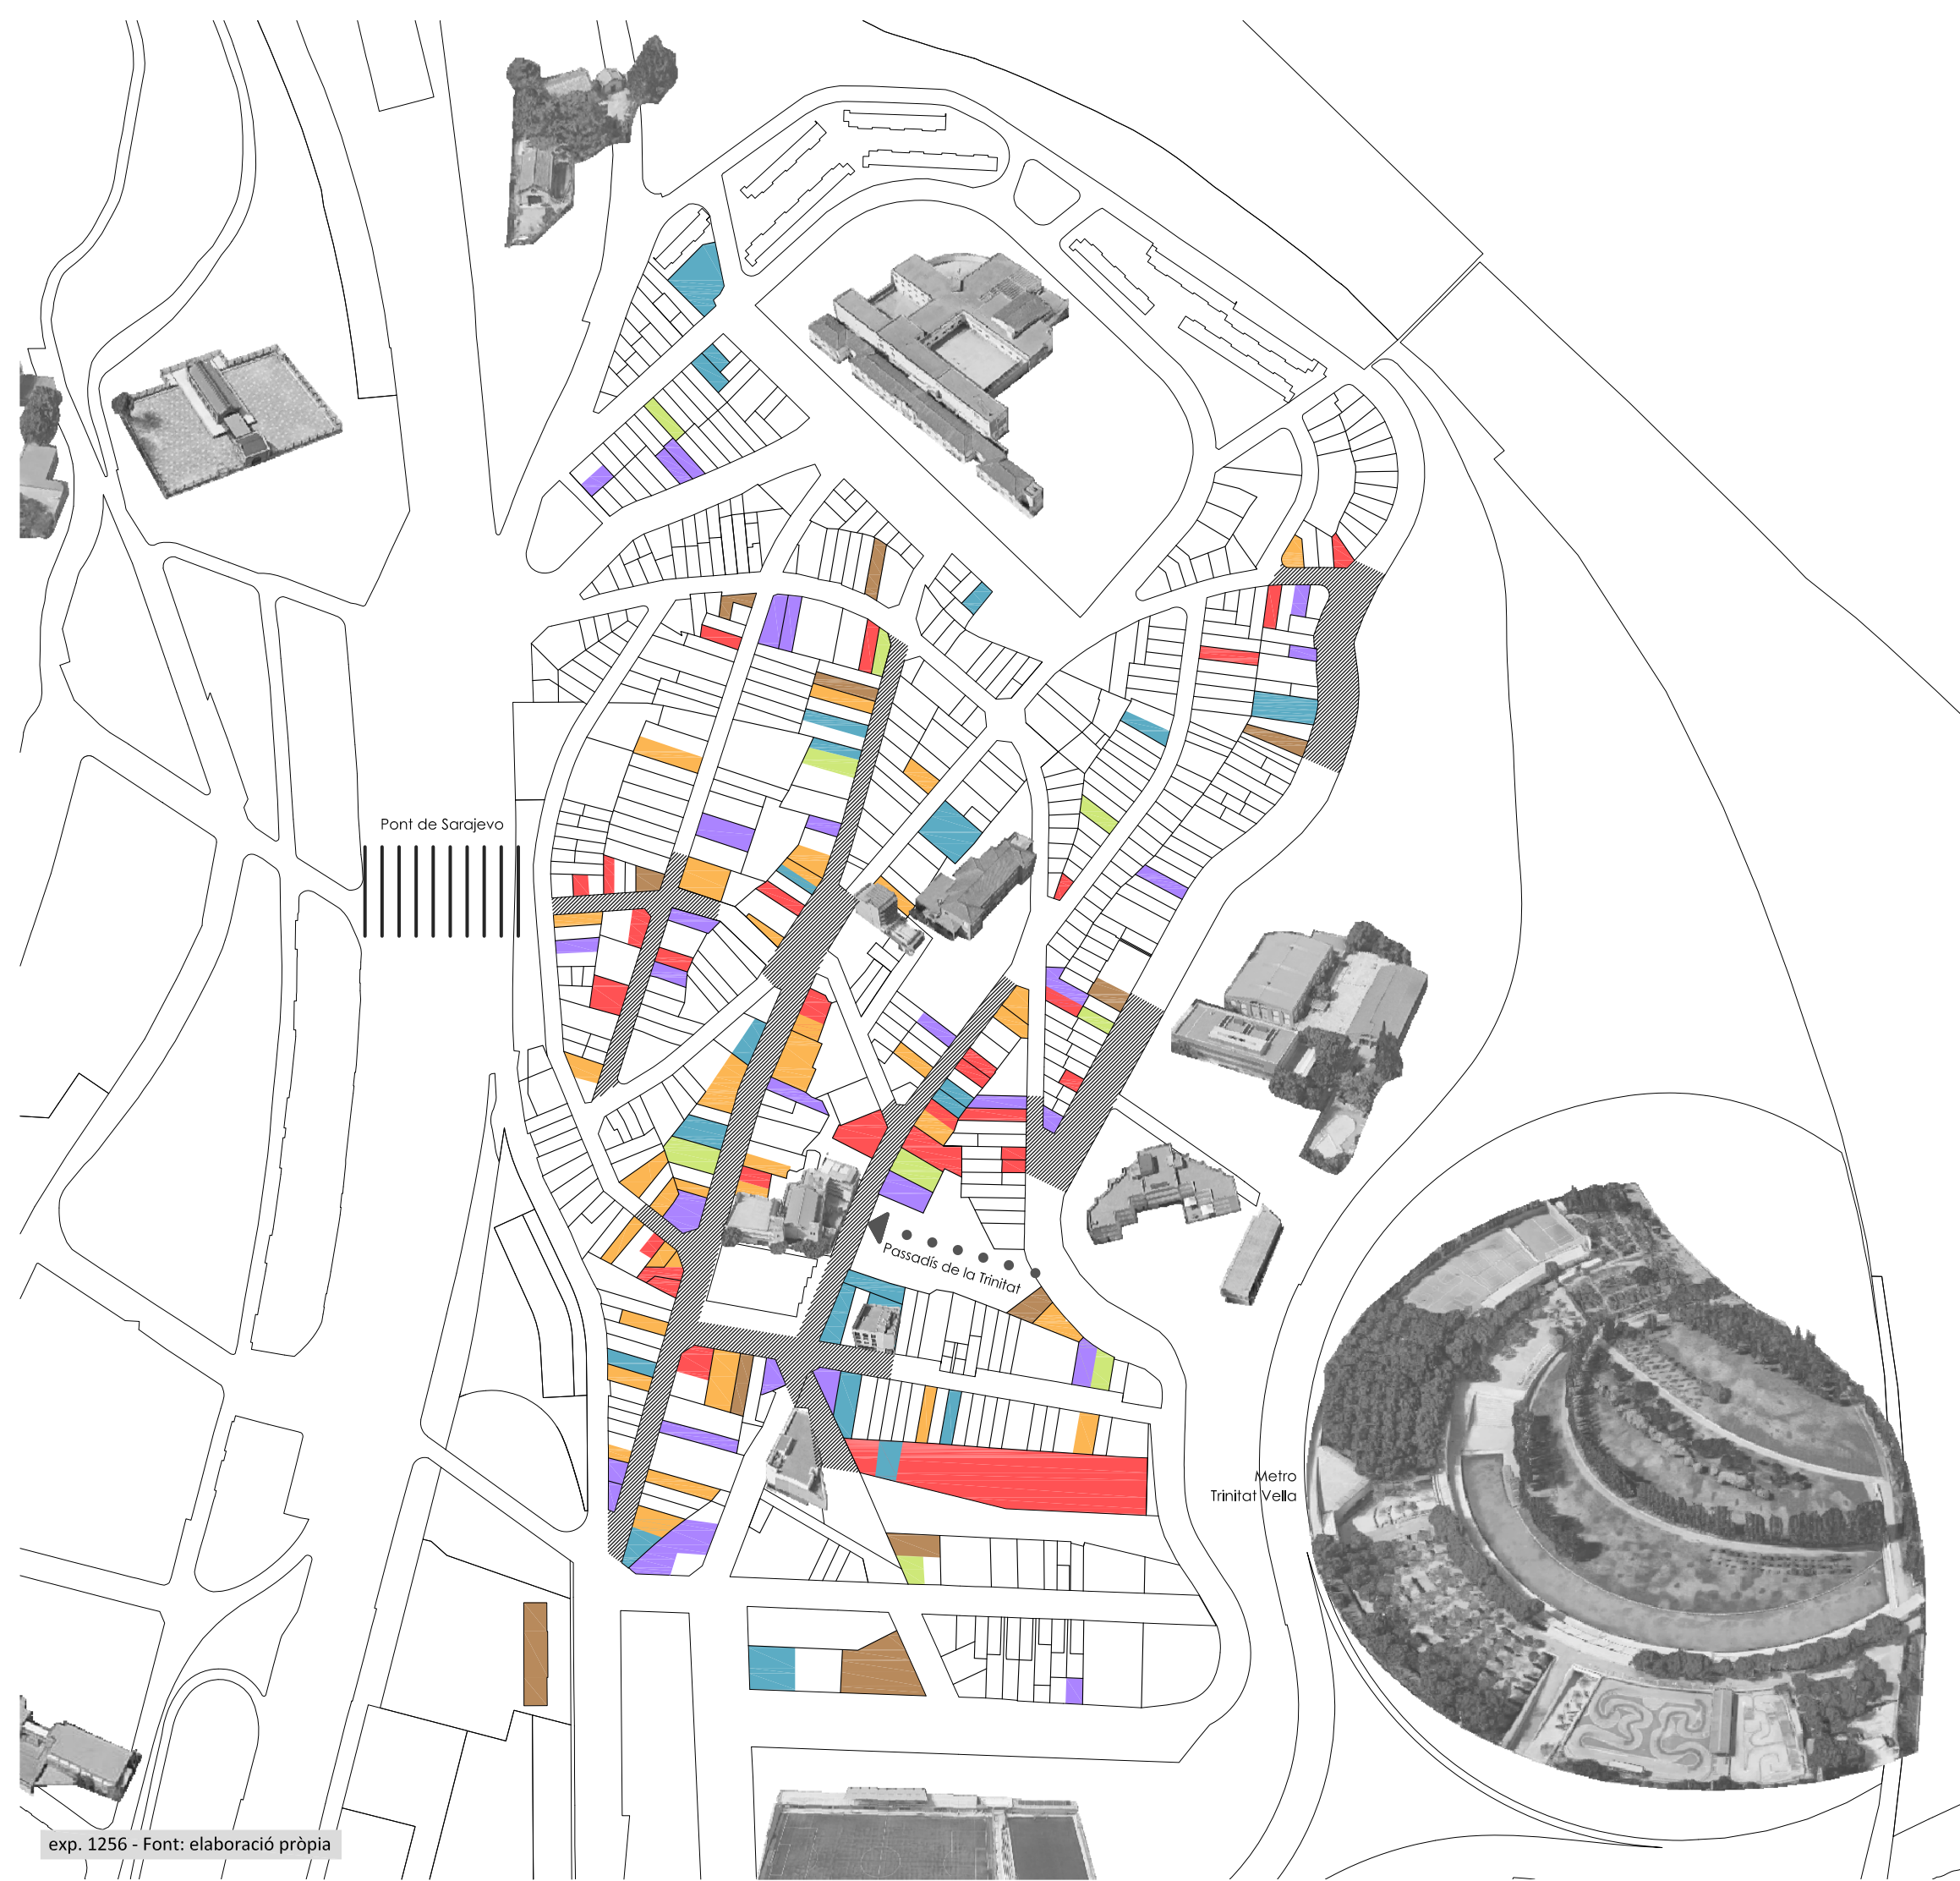 Pont de Sarajevo
Passadís de la Trinitat
Metro
Trinitat Vella
exp. 1256 - Font: elaboració pròpia